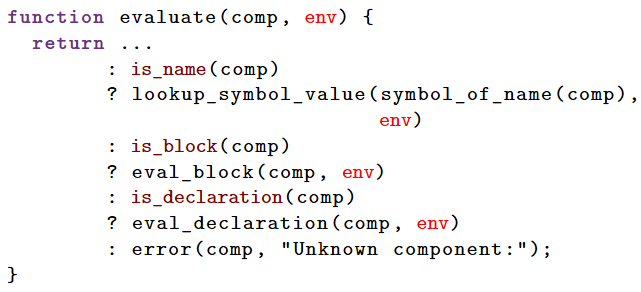 function evaluate(comp, env) {
  return ...
        : is_name(comp)
        ? lookup_symbol_value(symbol_of_name(comp),
                              env)
        : is_block(comp)
        ? eval_block(comp, env)
        : is_declaration(comp)
        ? eval_declaration(comp, env)
        : error(comp, "Unknown component:");
}